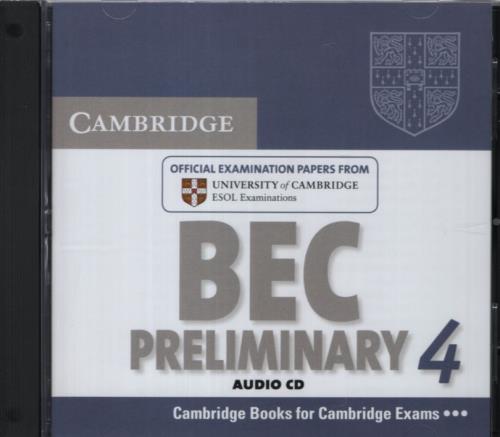 CAMBRIDGE
OFFICIAL EXAMINATION PAPERS FROM
UNIVERSITY of CAMBRIDGE
ESOL Examinations
BEC
PRELIMINARY 4
AUDIO CD
Cambridge Books for Cambridge Exams •••